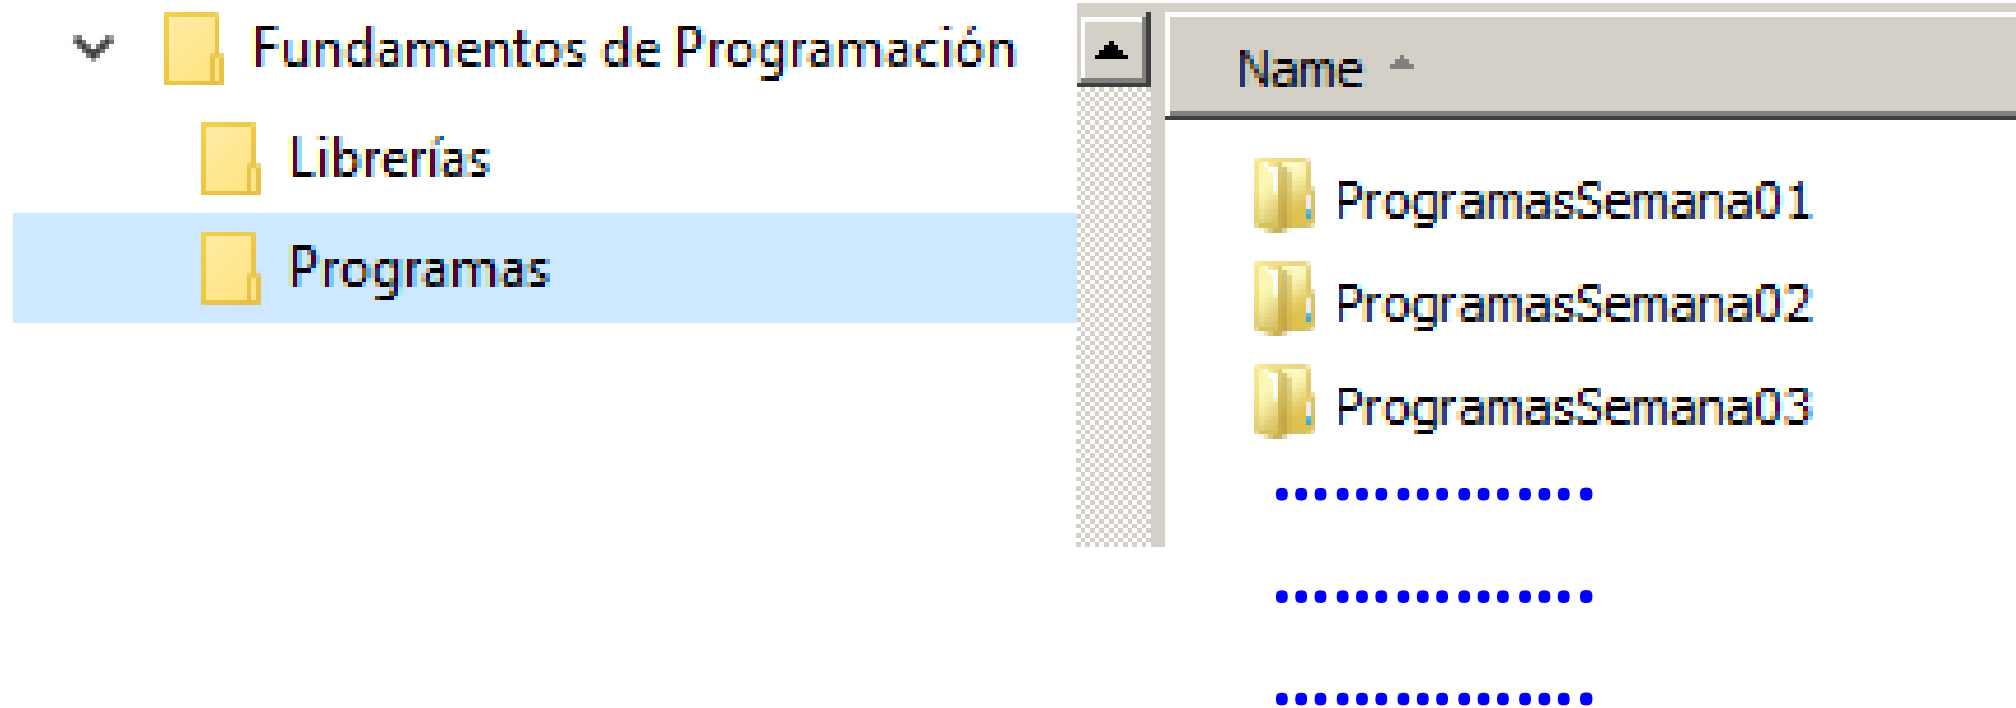 Fundamentos de Programación
Librerías
Programas
Name
ProgramasSemana01
ProgramasSemana02
ProgramasSemana03
................
................
................